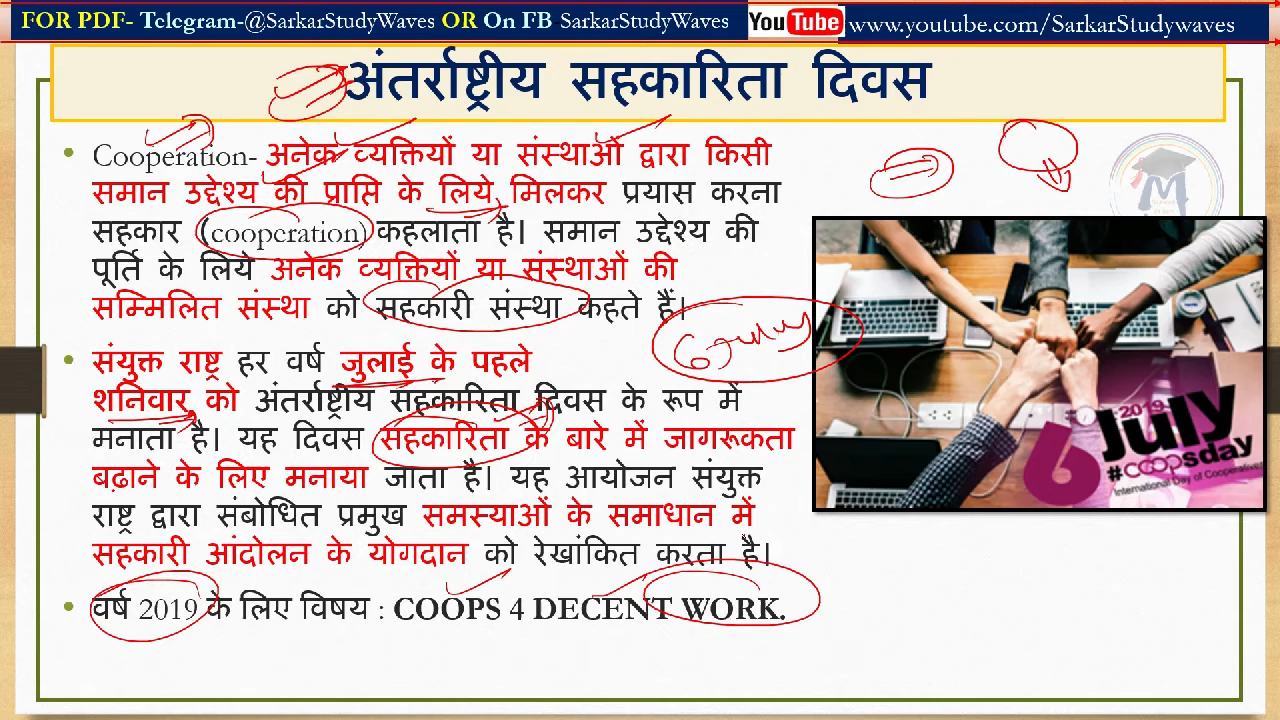 FOR PDF- Telegram-@SarkarStudyWaves OR On FB-SarkarStudyWaves YouTube www.youtube.com/SarkarStudywaves
अंतर्राष्ट्रीय सहकारिता दिवस
• Cooperation- अनेक व्यक्तियों या संस्थाओं द्वारा किसी
समान उद्देश्य की प्राप्ति के लिये मिलकर प्रयास करना
सहकार (cooperation) कहलाता है। समान उद्देश्य की
पूर्ति के लिये अनेक व्यक्तियों या संस्थाओं की
सम्मिलित संस्था को सहकारी संस्था कहते हैं।
6 July
• संयुक्त राष्ट्र हर वर्ष जुलाई के पहले
शनिवार को अंतर्राष्ट्रीय सहकारिता दिवस के रूप में
मनाता है। यह दिवस सहकारिता के बारे में जागरूकता
बढ़ाने के लिए मनाया जाता है। यह आयोजन संयुक्त
राष्ट्र द्वारा संबोधित प्रमुख समस्याओं के समाधान में
सहकारी आंदोलन के योगदान को रेखांकित करता है।
• वर्ष 2019 के लिए विषय : COOPS 4 DECENT WORK.
2019
6 July
#coopsday
International Day of Cooperatives